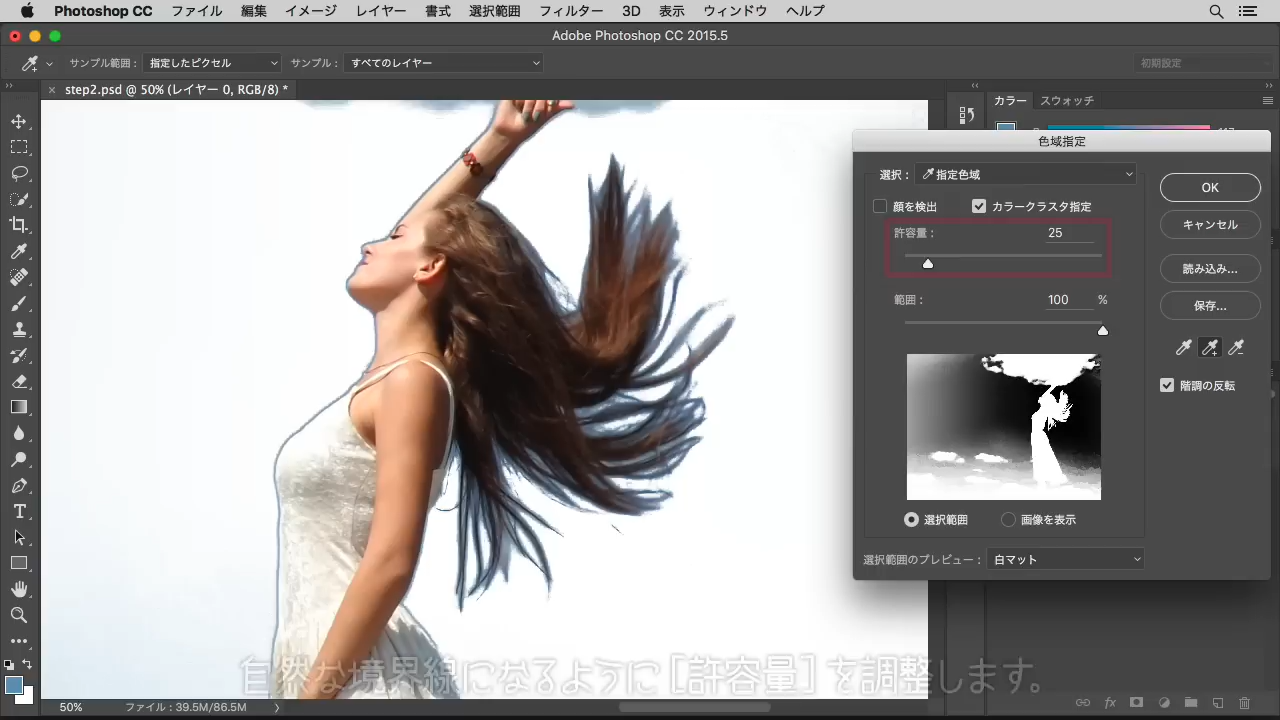 Photoshop CC ファイル 編集 イメージ レイヤー 書式 選択範囲 フィルター 3D 表示 ウィンドウ ヘルプ
Adobe Photoshop CC 2015.5
サンプル範囲： 指定したピクセル サンプル： すべてのレイヤー 初期設定
× step2.psd @ 50% (レイヤー 0, RGB/8) *
カラー スウォッチ
色域指定
選択： 指定色域
OK
顔を検出 カラークラスタ指定
キャンセル
許容量： 25
読み込み...
範囲： 100 %
保存...
階調の反転
選択範囲 画像を表示
選択範囲のプレビュー： 白マット
自然な境界線になるように［許容量］を調整します。
50% ファイル：39.5M/86.5M
fx